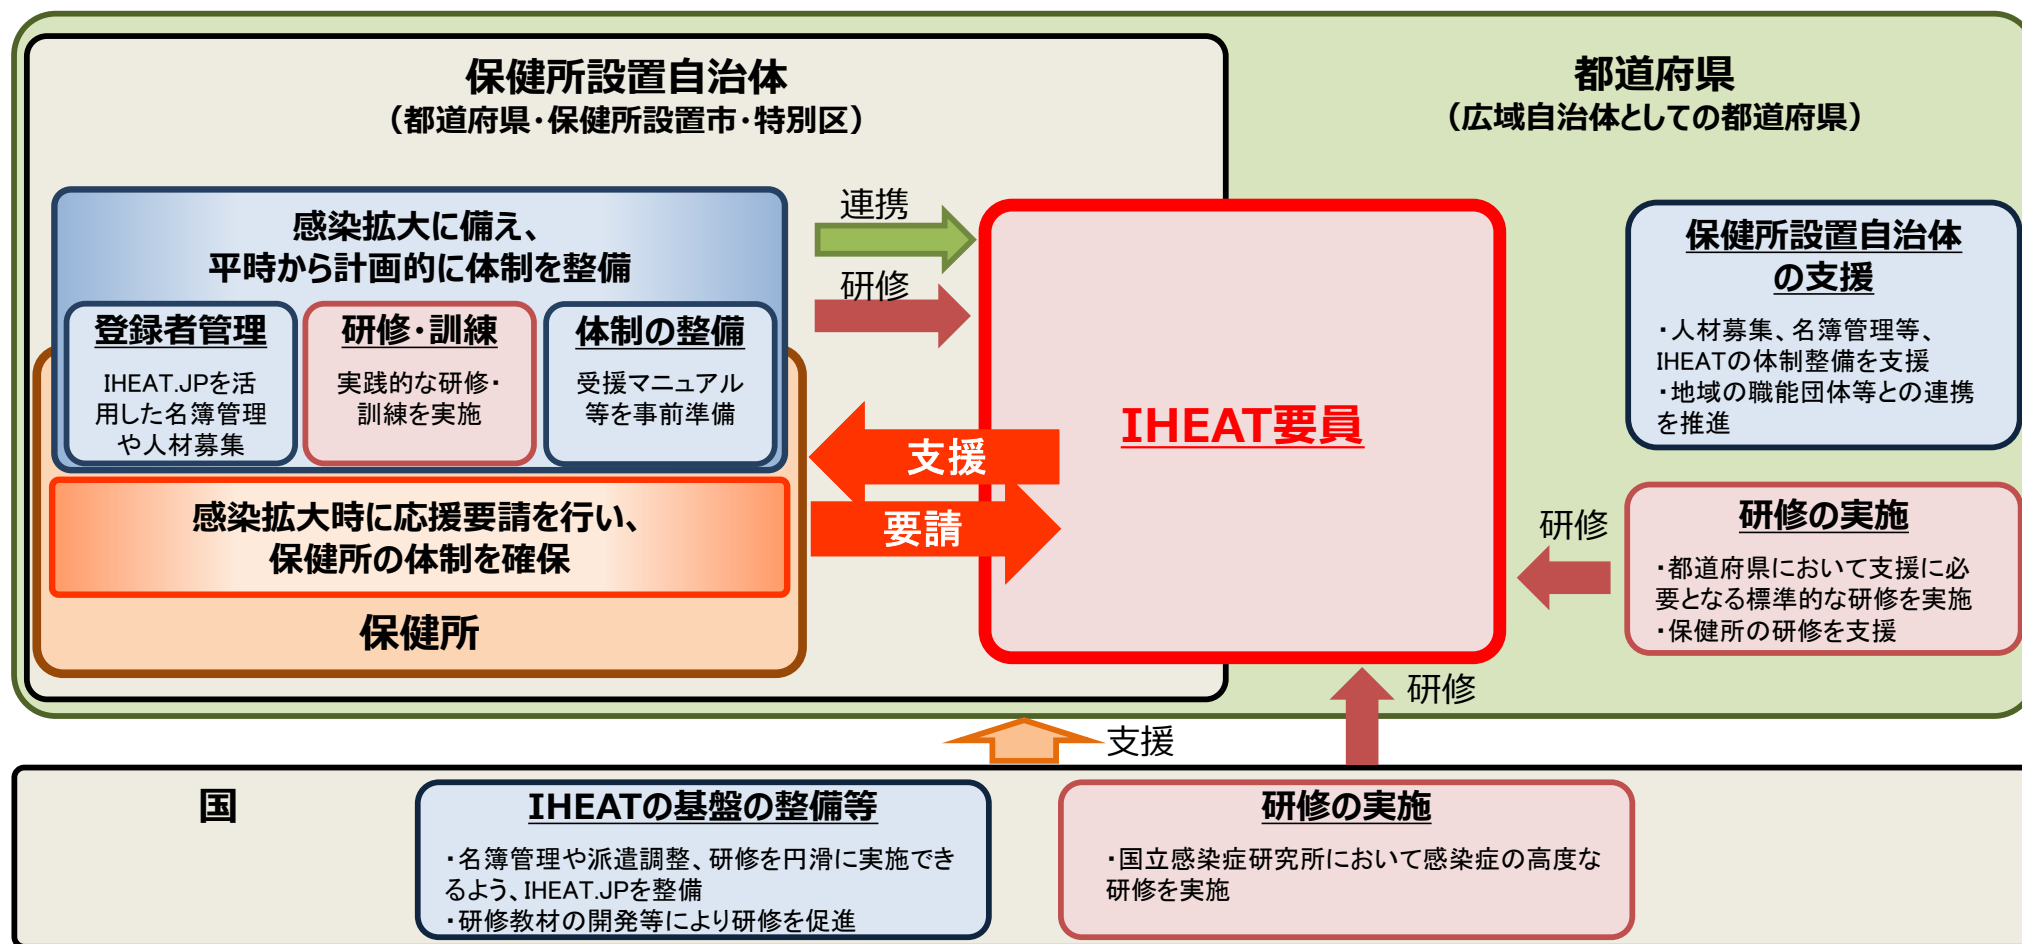 保健所設置自治体
（都道府県・保健所設置市・特別区）
都道府県
（広域自治体としての都道府県）
感染拡大に備え、
平時から計画的に体制を整備
登録者管理
IHEAT.JPを活
用した名簿管理
や人材募集
研修・訓練
実践的な研修・
訓練を実施
体制の整備
受援マニュアル
等を事前準備
感染拡大時に応援要請を行い、
保健所の体制を確保
保健所
連携
研修
支援
要請
IHEAT要員
保健所設置自治体
の支援
・人材募集、名簿管理等、
IHEATの体制整備を支援
・地域の職能団体等との連携
を推進
研修
研修の実施
・都道府県において支援に必
要となる標準的な研修を実施
・保健所の研修を支援
研修
支援
国
IHEATの基盤の整備等
・名簿管理や派遣調整、研修を円滑に実施でき
るよう、IHEAT.JPを整備
・研修教材の開発等により研修を促進
研修の実施
・国立感染症研究所において感染症の高度な
研修を実施